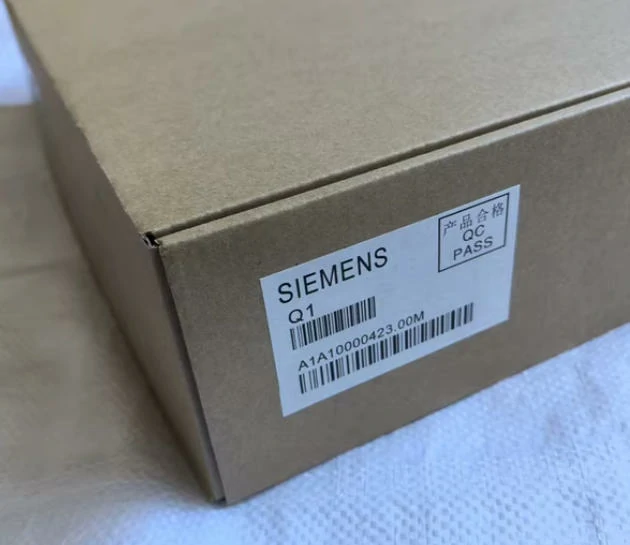 SIEMENS
Q1
A1A10000423.00M
产品合格
QC
PASS